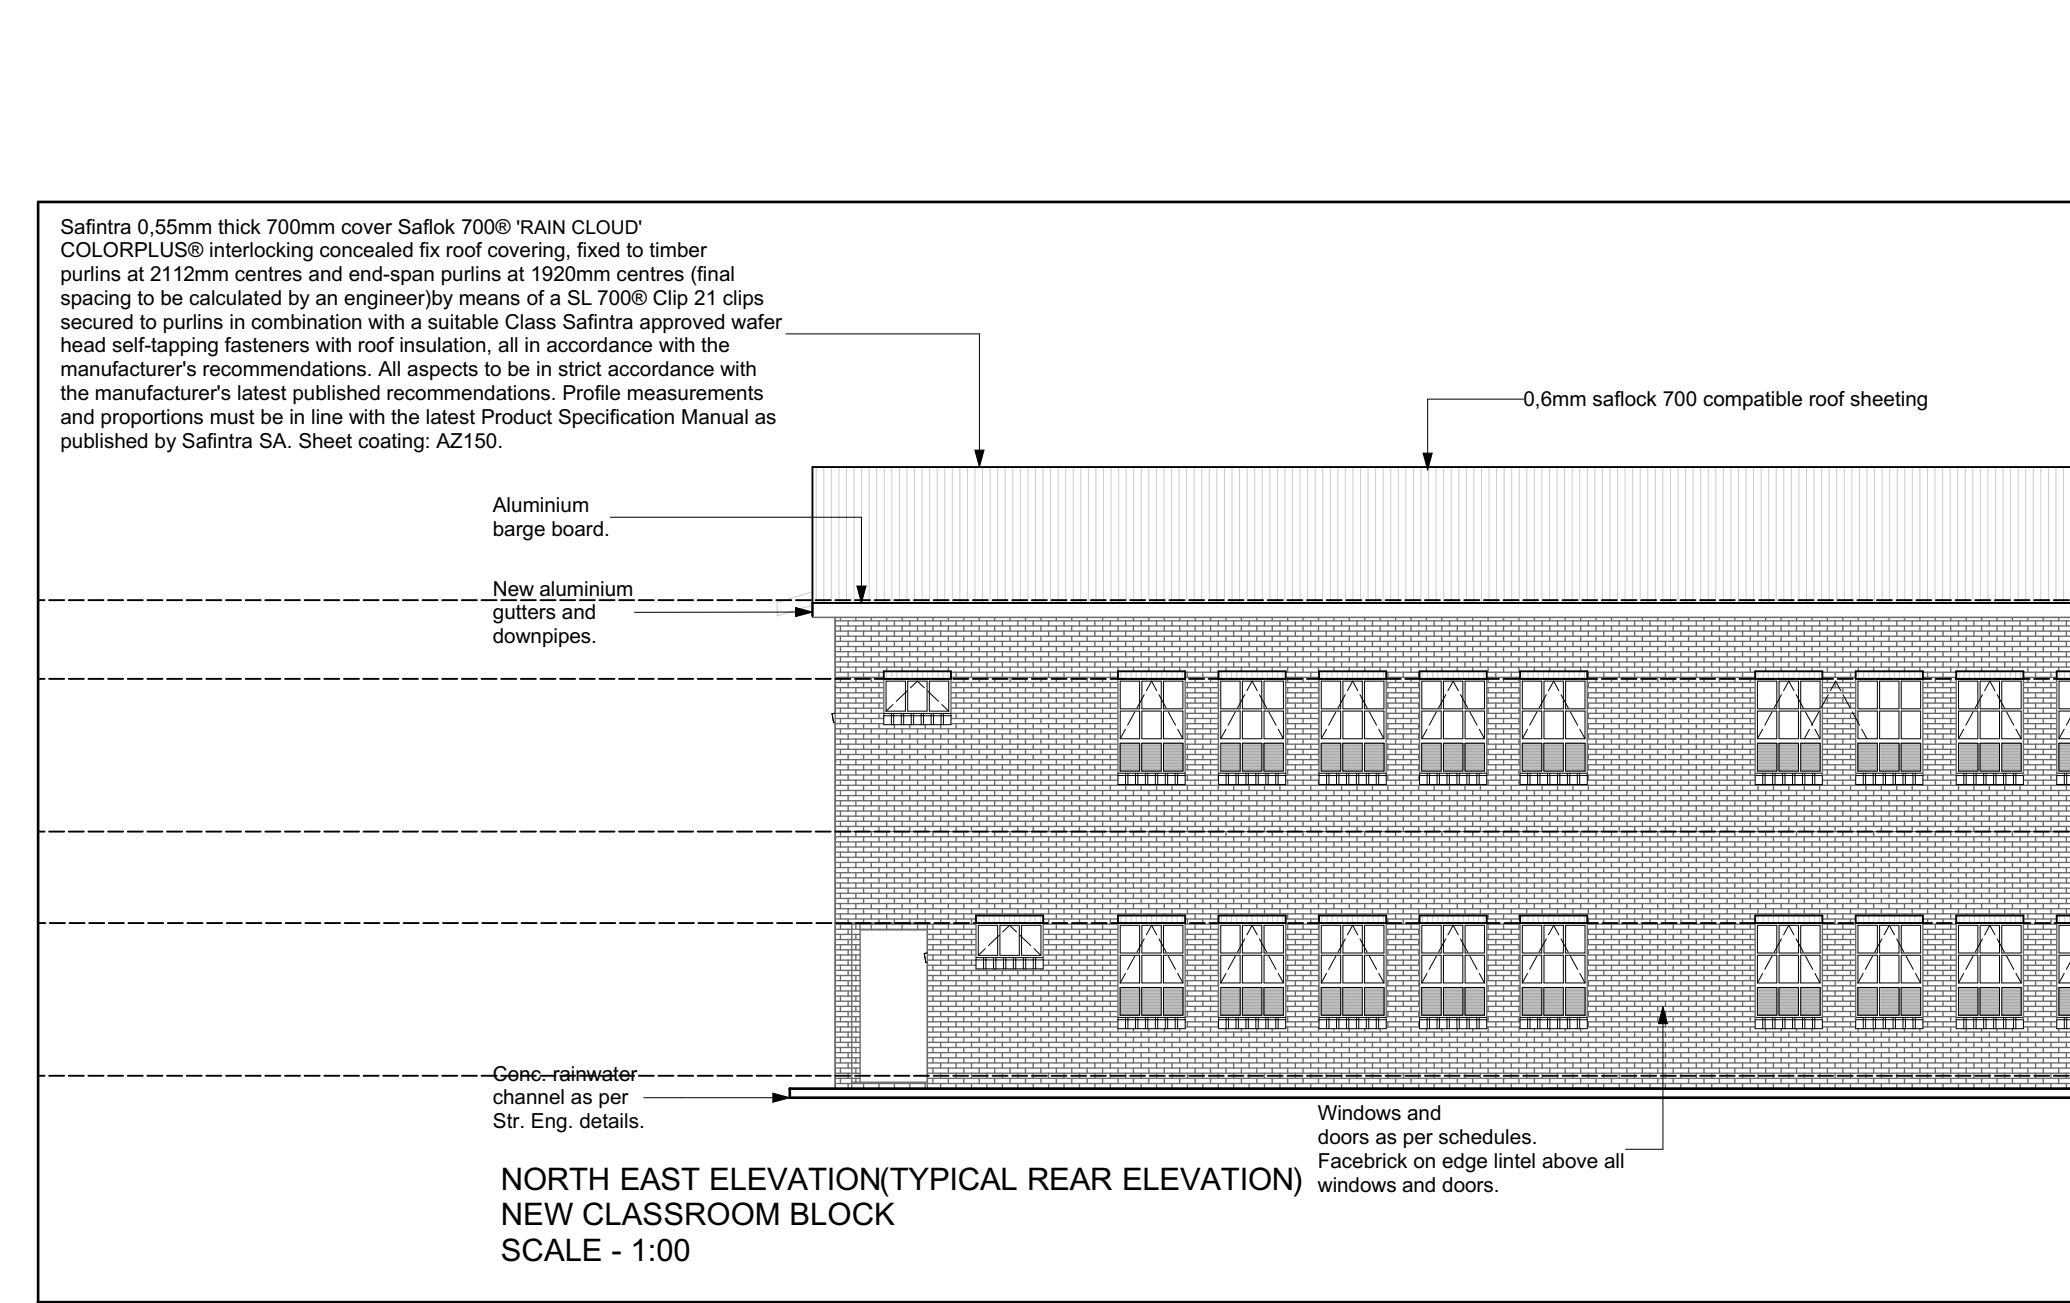 Safintra 0,55mm thick 700mm cover Saflok 700® 'RAIN CLOUD'
COLORPLUS® interlocking concealed fix roof covering, fixed to timber
purlins at 2112mm centres and end-span purlins at 1920mm centres (final
spacing to be calculated by an engineer)by means of a SL 700® Clip 21 clips
secured to purlins in combination with a suitable Class Safintra approved wafer
head self-tapping fasteners with roof insulation, all in accordance with the
manufacturer's recommendations. All aspects to be in strict accordance with
the manufacturer's latest published recommendations. Profile measurements
and proportions must be in line with the latest Product Specification Manual as
published by Safintra SA. Sheet coating: AZ150.
0,6mm saflock 700 compatible roof sheeting
Aluminium
barge board.
New aluminium
gutters and
downpipes.
Conc. rainwater
channel as per
Str. Eng. details.
Windows and
doors as per schedules.
Facebrick on edge lintel above all
windows and doors.
NORTH EAST ELEVATION(TYPICAL REAR ELEVATION)
NEW CLASSROOM BLOCK
SCALE - 1:00